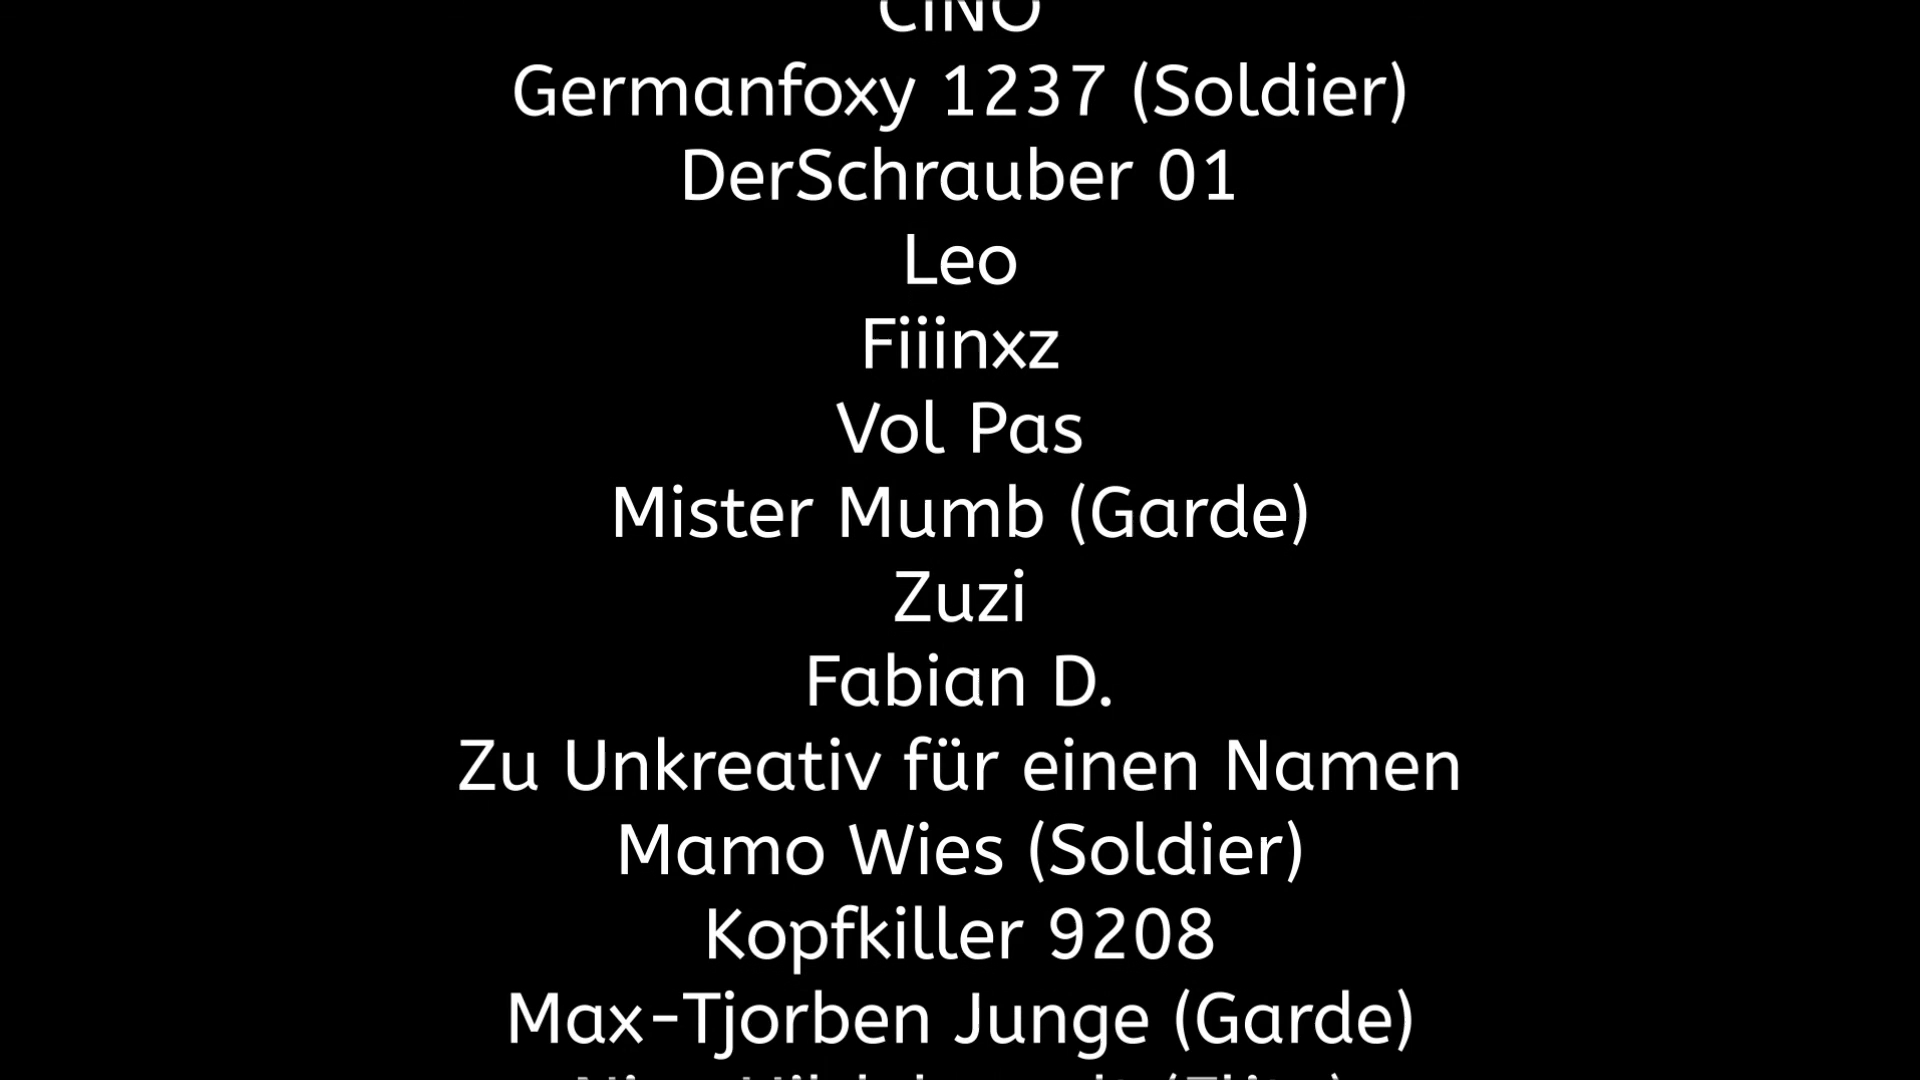 CINO
Germanfoxy 1237 (Soldier)
DerSchrauber 01
Leo
Fiiinxz
Vol Pas
Mister Mumb (Garde)
Zuzi
Fabian D.
Zu Unkreativ für einen Namen
Mamo Wies (Soldier)
Kopfkiller 9208
Max-Tjorben Junge (Garde)